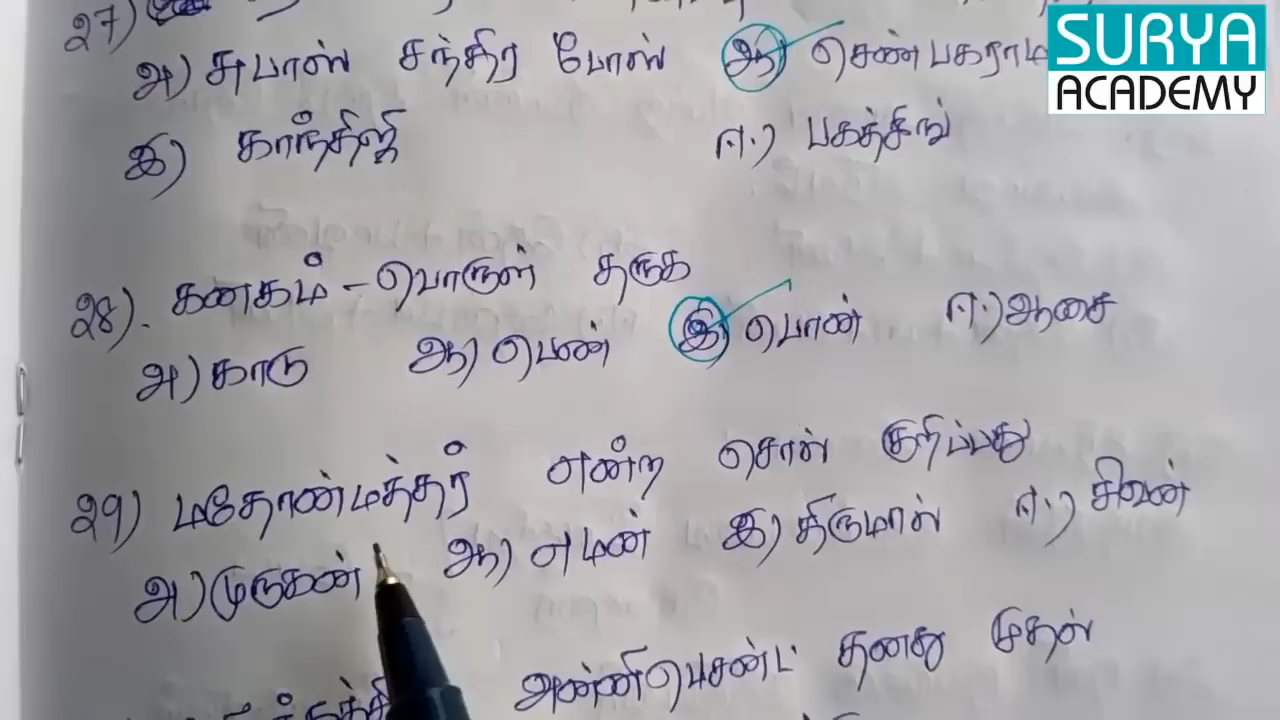 SURYA
ACADEMY
27)
அ) சுபாஸ் சந்திர போஸ் ஆ) செண்பகராம
இ) காந்திஜி ஈ.) பகத்சிங்
28). கனகம் - பொருள் தருக
அ) காடு ஆ) பெண் இ) பொன் ஈ.) ஆசை
29) மதோன்மத்தர் என்ற சொல் குறிப்பது
அ) முருகன் ஆ) எமன் இ) திருமால் ஈ.) சிவன்
அன்னிபெசன்ட் தனது முதல்